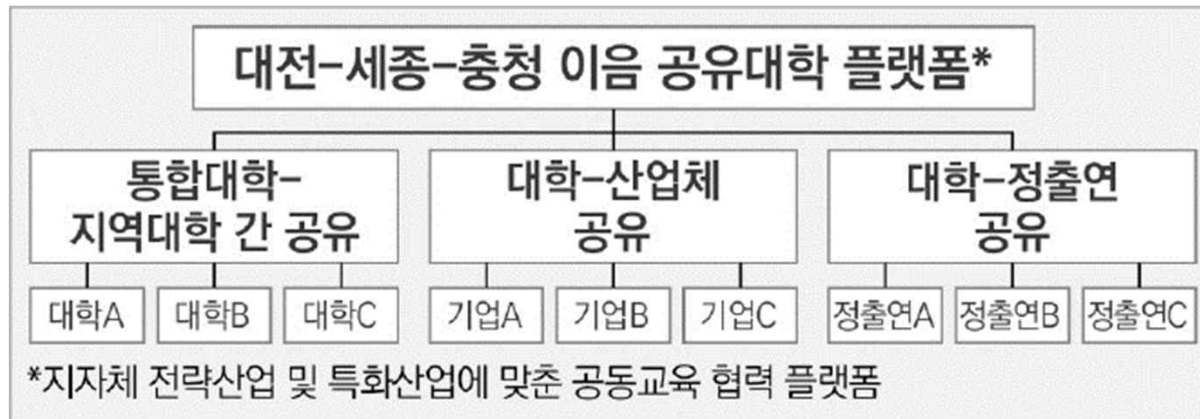 대전-세종-충청 이음 공유대학 플랫폼*
통합대학-
지역대학 간 공유
대학A
대학B
대학C
대학-산업체
공유
기업A
기업B
기업C
대학-정출연
공유
정출연A
정출연B
정출연C
*지자체 전략산업 및 특화산업에 맞춘 공동교육 협력 플랫폼